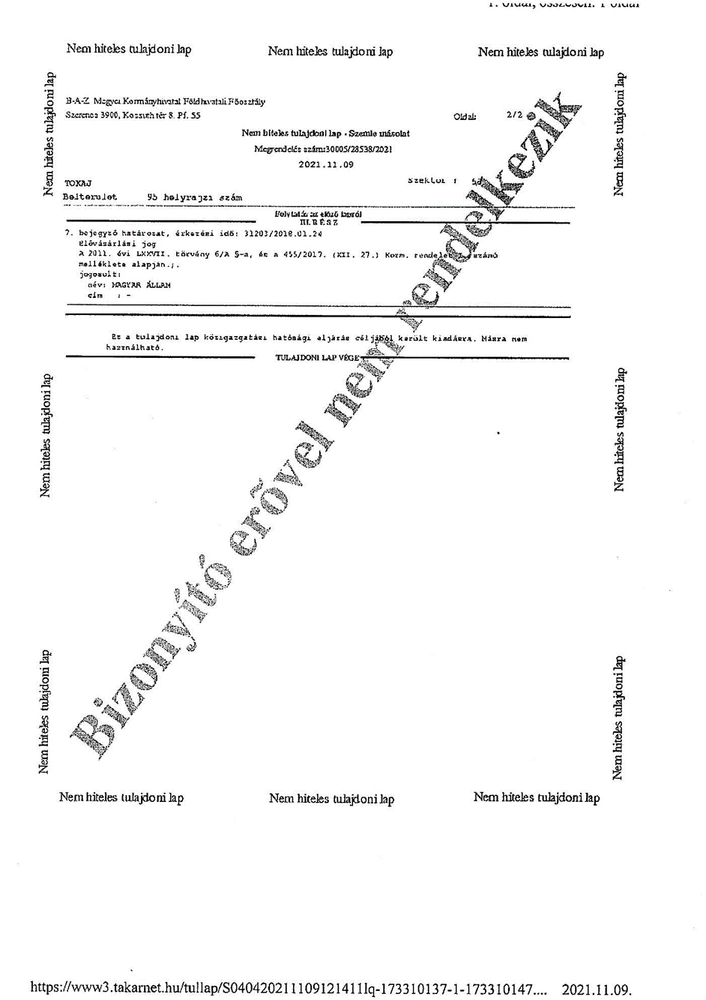 1. oldal, összesen: 1 oldal
Nem hiteles tulajdoni lap Nem hiteles tulajdoni lap Nem hiteles tulajdoni lap
Nem hiteles tulajdoni lap
Nem hiteles tulajdoni lap
B-A-Z Megyei Kormányhivatal Földhivatali Főosztály
Szerencs 3900, Kossuth tér 8. Pf. 55
Oldal: 2/2
Nem hiteles tulajdoni lap - Szemle másolat
Megrendelés szám:30005/28538/2021
2021.11.09
TOKAJ
Szektor :
Belterület 95 helyrajzi szám
Folytatás az előző lapról
III.RÉSZ
7. bejegyző határozat, érkezési idő: 31203/2018.01.24
Elővásárlási jog
A 2011. évi LXXVII. törvény 6/A §-a, és a 455/2017. (XII. 27.) Korm. rendelet számú
melléklete alapján.;.
jogosult:
név: MAGYAR ÁLLAM
cím : -
Ez a tulajdoni lap közigazgatási hatósági eljárás céljából került kiadásra. Másra nem
használható.
TULAJDONI LAP VÉGE
Bizonyító erővel nem rendelkezik
Nem hiteles tulajdoni lap
Nem hiteles tulajdoni lap
Nem hiteles tulajdoni lap
Nem hiteles tulajdoni lap
Nem hiteles tulajdoni lap Nem hiteles tulajdoni lap Nem hiteles tulajdoni lap
https://www3.takarnet.hu/tullap/S0404202111091214111q-173310137-1-173310147.... 2021.11.09.